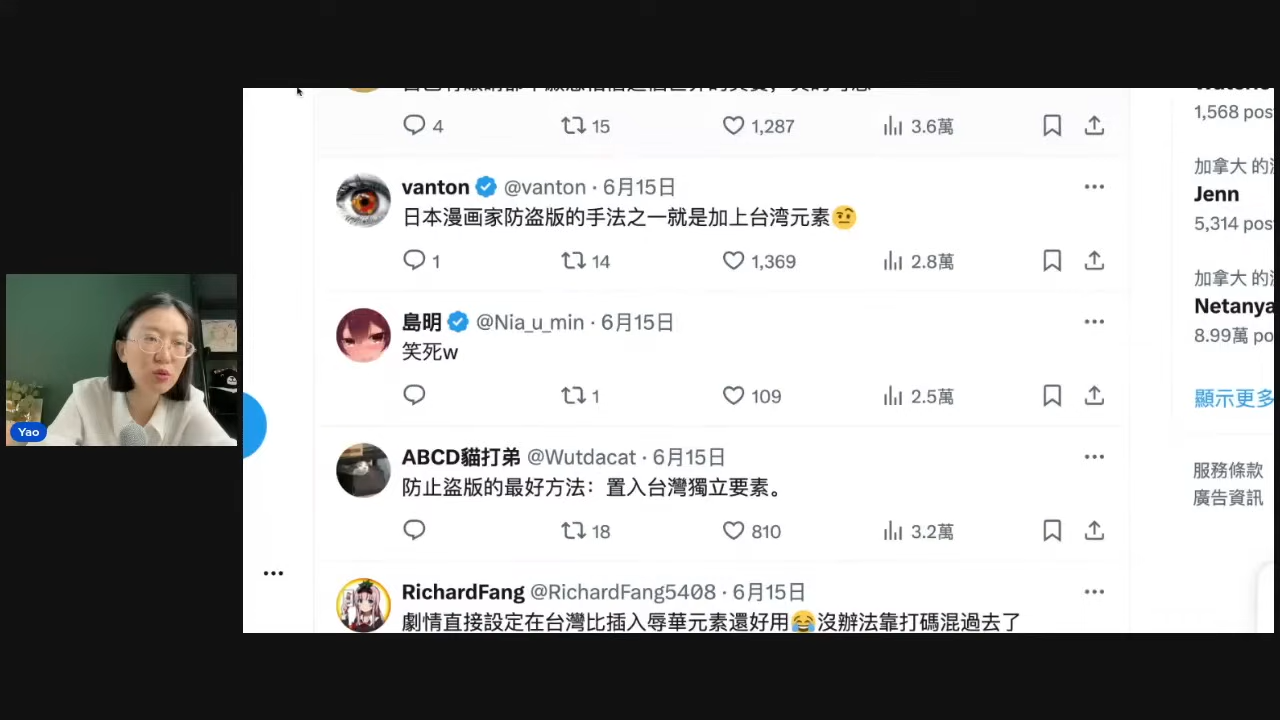 4 15 1,287 3.6萬
vanton @vanton · 6月15日
日本漫画家防盗版的手法之一就是加上台湾元素🤨
1 14 1,369 2.8萬
島明 @Nia_u_min · 6月15日
笑死w
1 109 2.5萬
ABCD貓打弟 @Wutdacat · 6月15日
防止盜版的最好方法：置入台灣獨立要素。
18 810 3.2萬
RichardFang @RichardFang5408 · 6月15日
劇情直接設定在台灣比插入辱華元素還好用😂沒辦法靠打碼混過去了
1,568 pos
加拿大 的
Jenn
5,314 pos
加拿大 的
Netanya
8.99萬 po
顯示更多
服務條款
廣告資訊
Yao